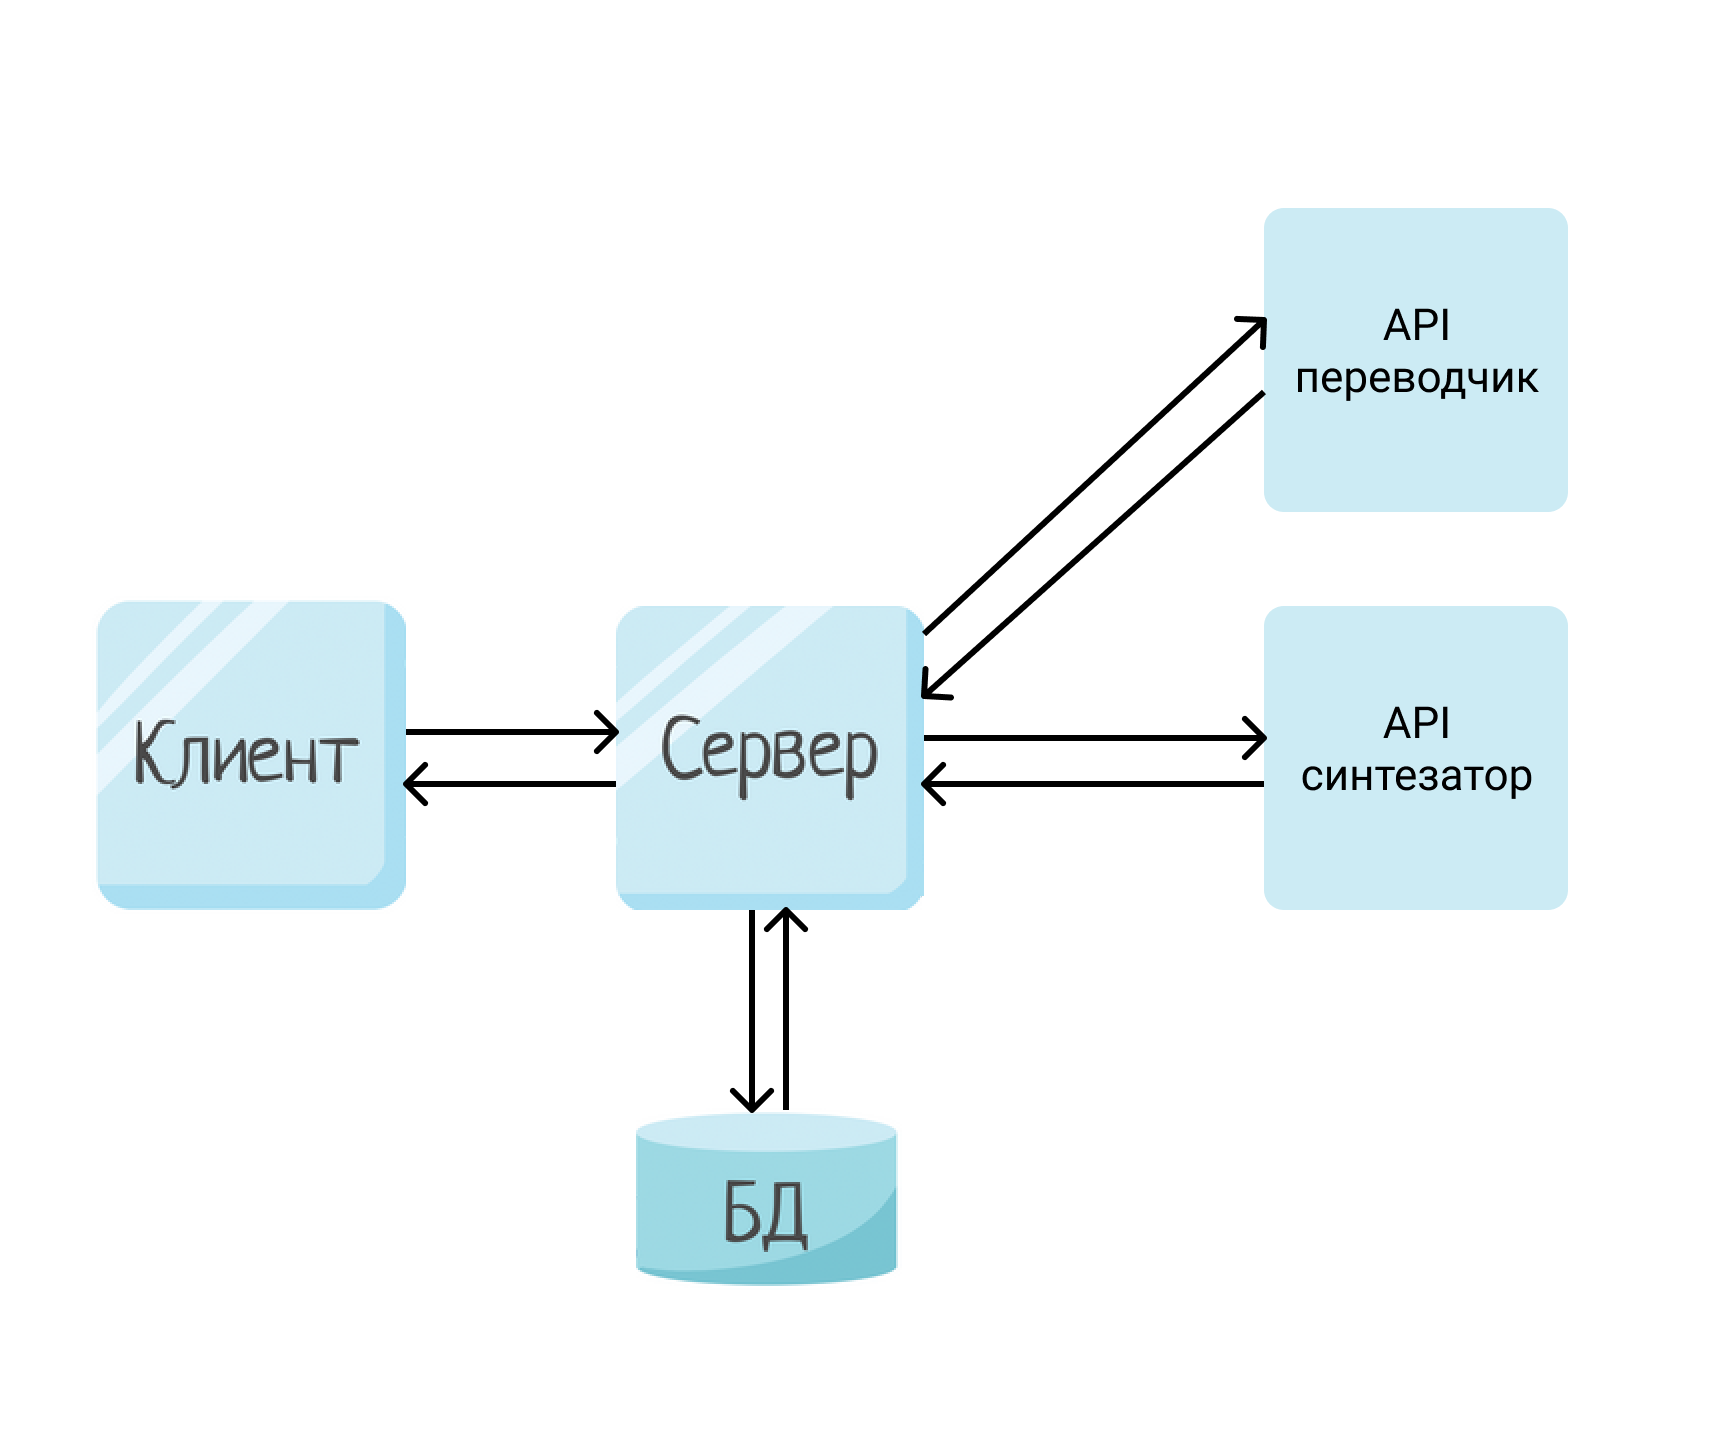 API
переводчик
Клиент
Сервер
API
синтезатор
БД